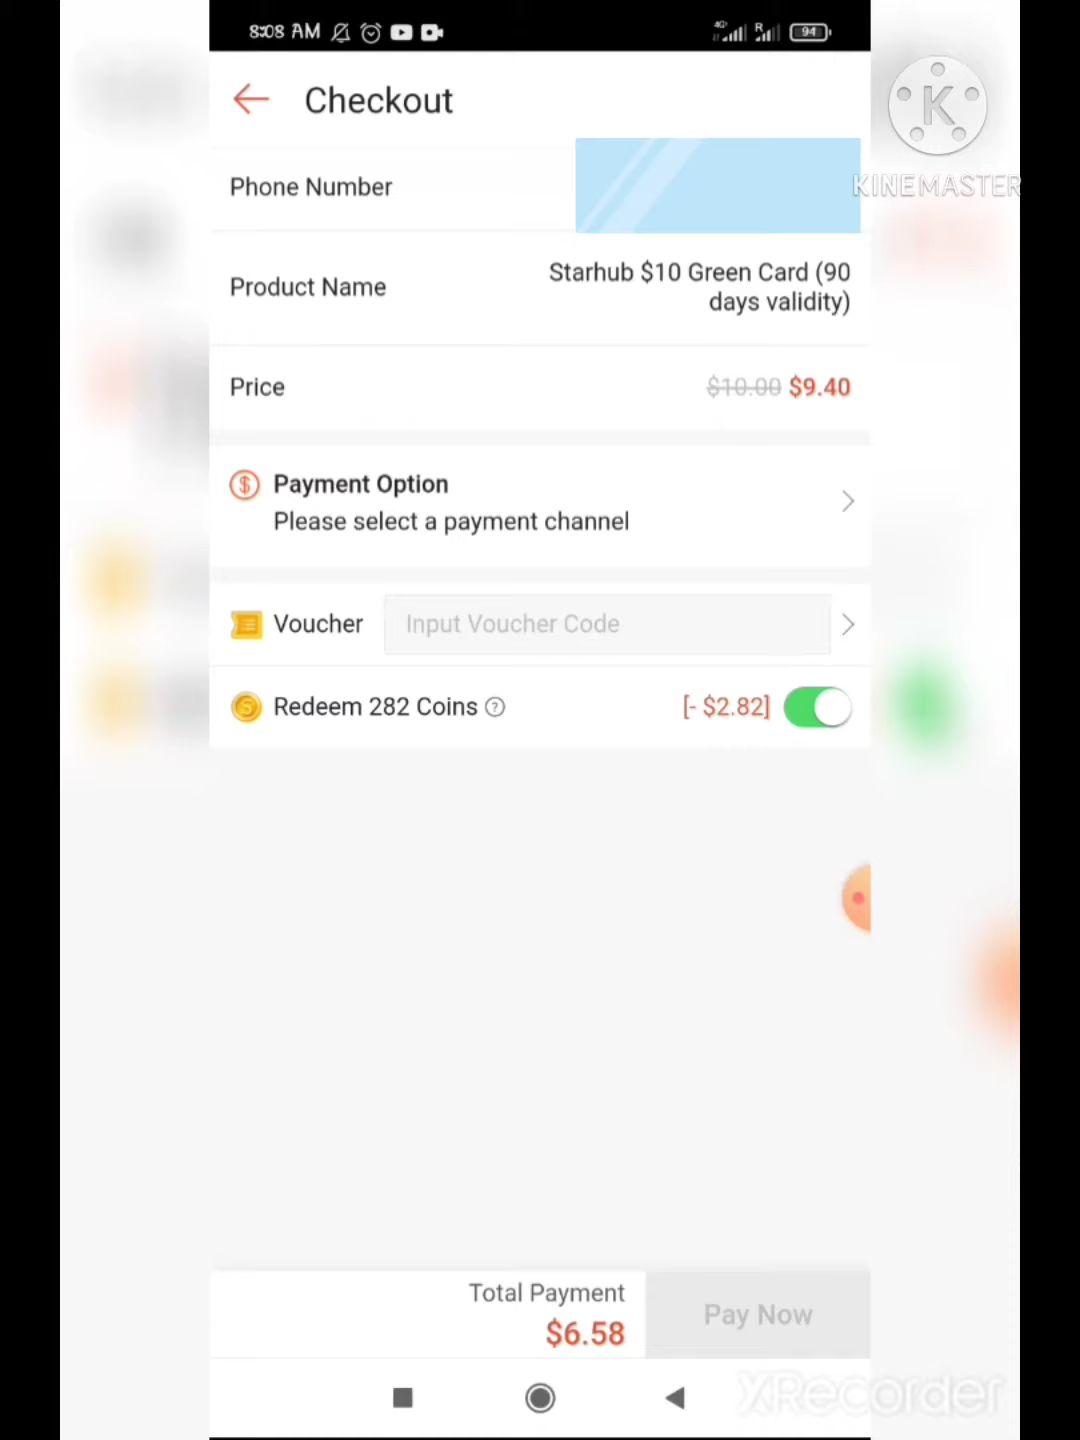 8:08 AM
4G+ R 94
Checkout
K
KINEMASTER
Phone Number
Product Name
Starhub $10 Green Card (90
days validity)
Price
$10.00 $9.40
$ Payment Option
Please select a payment channel
Voucher
Input Voucher Code
S Redeem 282 Coins ?
[- $2.82]
Total Payment
$6.58
Pay Now
XRecorder